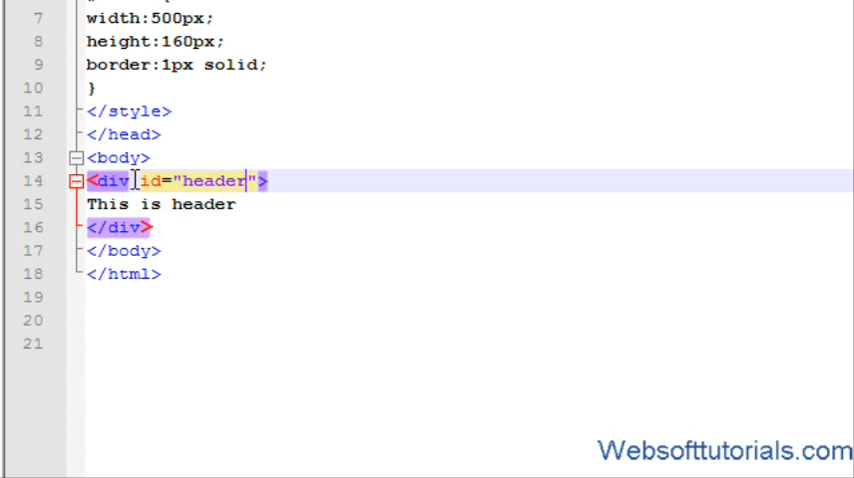 7 width:500px;
8 height:160px;
9 border:1px solid;
10 }
11 </style>
12 </head>
13 <body>
14 <div id="header">
15 This is header
16 </div>
17 </body>
18 </html>
19
20
21
Websofttutorials.com